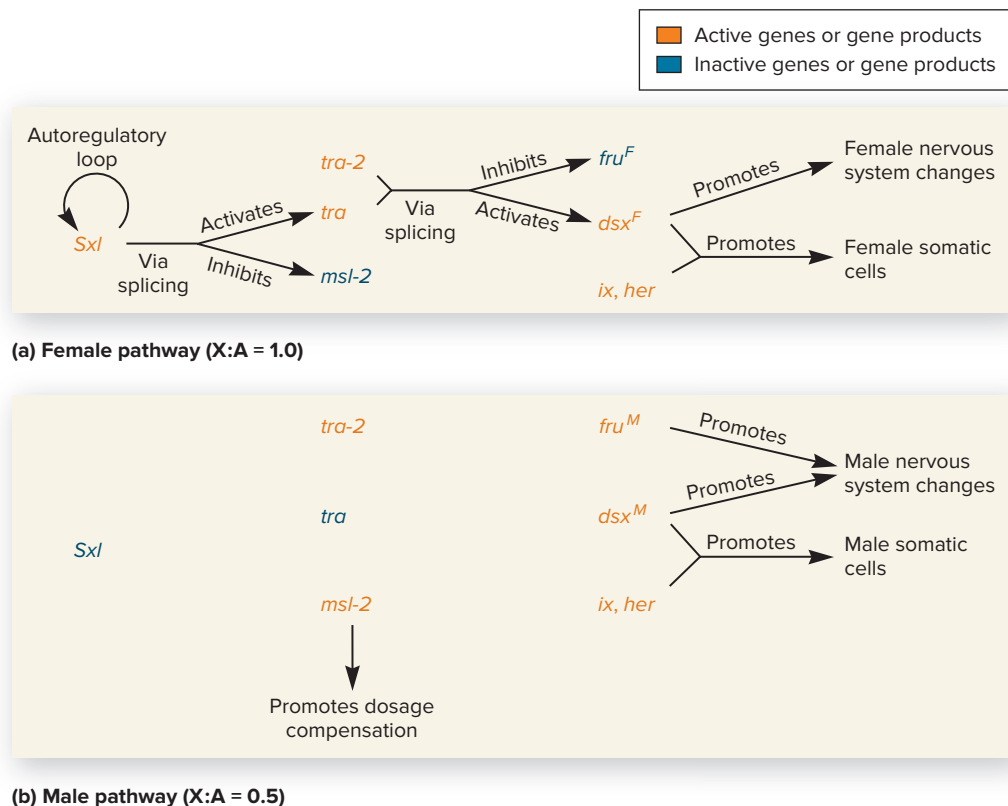 Active genes or gene products
Inactive genes or gene products
Autoregulatory
loop
Sxl
Via
splicing
Activates
Inhibits
tra-2
tra
msl-2
Via
splicing
Inhibits
Activates
fruF
dsxF
ix, her
Promotes
Promotes
Female nervous
system changes
Female somatic
cells
(a) Female pathway (X:A = 1.0)
Sxl
tra-2
tra
msl-2
Promotes dosage
compensation
fruM
dsxM
ix, her
Promotes
Promotes
Promotes
Male nervous
system changes
Male somatic
cells
(b) Male pathway (X:A = 0.5)